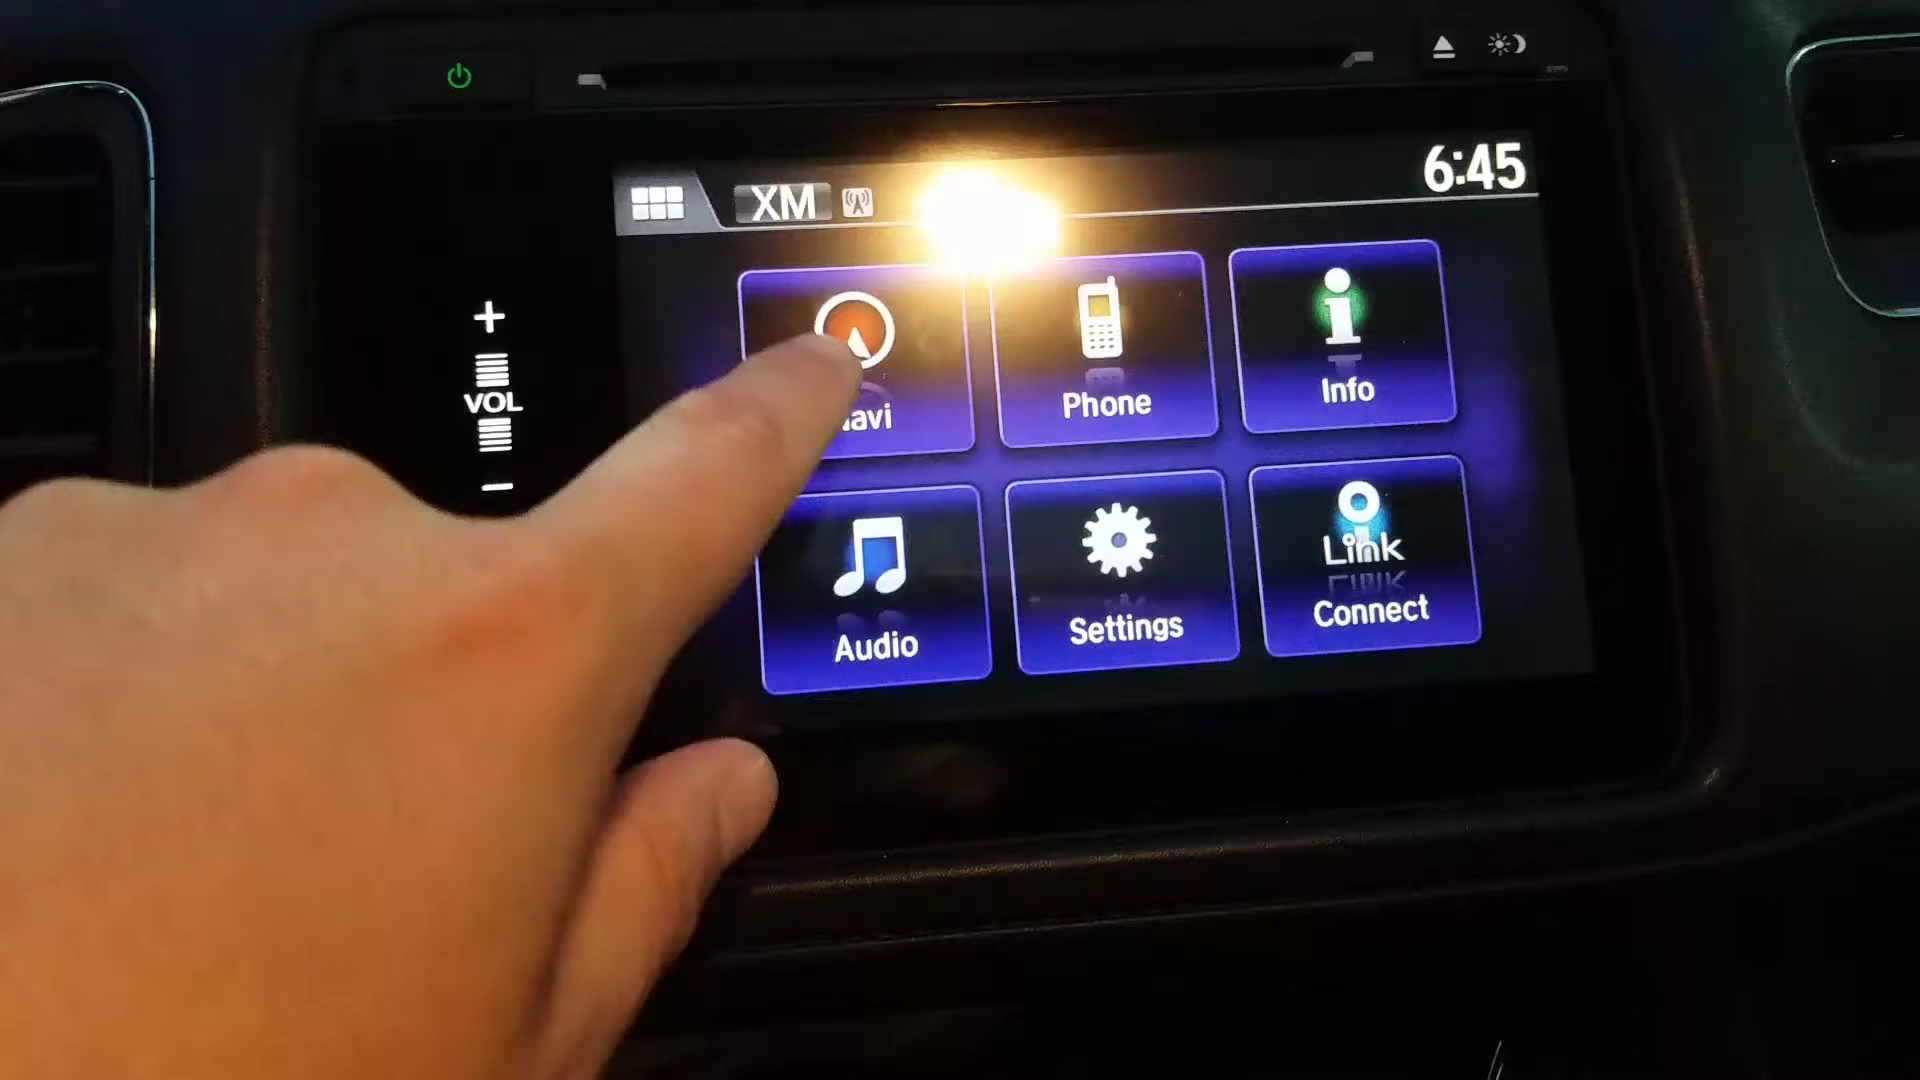 XM
6:45
+
VOL
−
avi
Phone
Info
Audio
Settings
Link
Connect